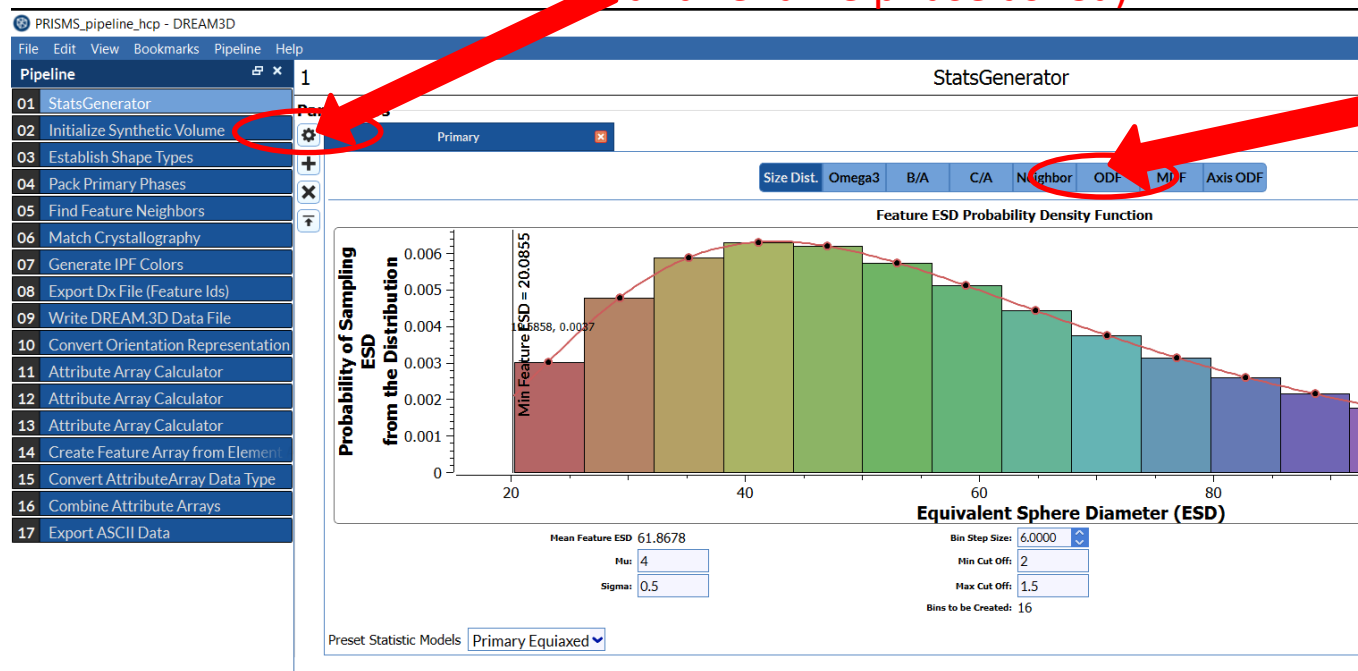 PRISMS_pipeline_hcp - DREAM3D
File Edit View Bookmarks Pipeline Help
Pipeline
01 StatsGenerator
02 Initialize Synthetic Volume
03 Establish Shape Types
04 Pack Primary Phases
05 Find Feature Neighbors
06 Match Crystallography
07 Generate IPF Colors
08 Export Dx File (Feature Ids)
09 Write DREAM.3D Data File
10 Convert Orientation Representation
11 Attribute Array Calculator
12 Attribute Array Calculator
13 Attribute Array Calculator
14 Create Feature Array from Element
15 Convert AttributeArray Data Type
16 Combine Attribute Arrays
17 Export ASCII Data
1 StatsGenerator
Primary
Size Dist. Omega3 B/A C/A Neighbor ODF MDF Axis ODF
Feature ESD Probability Density Function
Probability of Sampling
ESD
from the Distribution
0.006
0.005
0.004
0.003
0.002
0.001
0
Min Feature ESD = 20.0855
20 40 60 80
Equivalent Sphere Diameter (ESD)
Mean Feature ESD 61.8678
Mu: 4
Sigma: 0.5
Bin Step Size: 6.0000
Min Cut Off: 2
Max Cut Off: 1.5
Bins to be Created: 16
Preset Statistic Models Primary Equiaxed